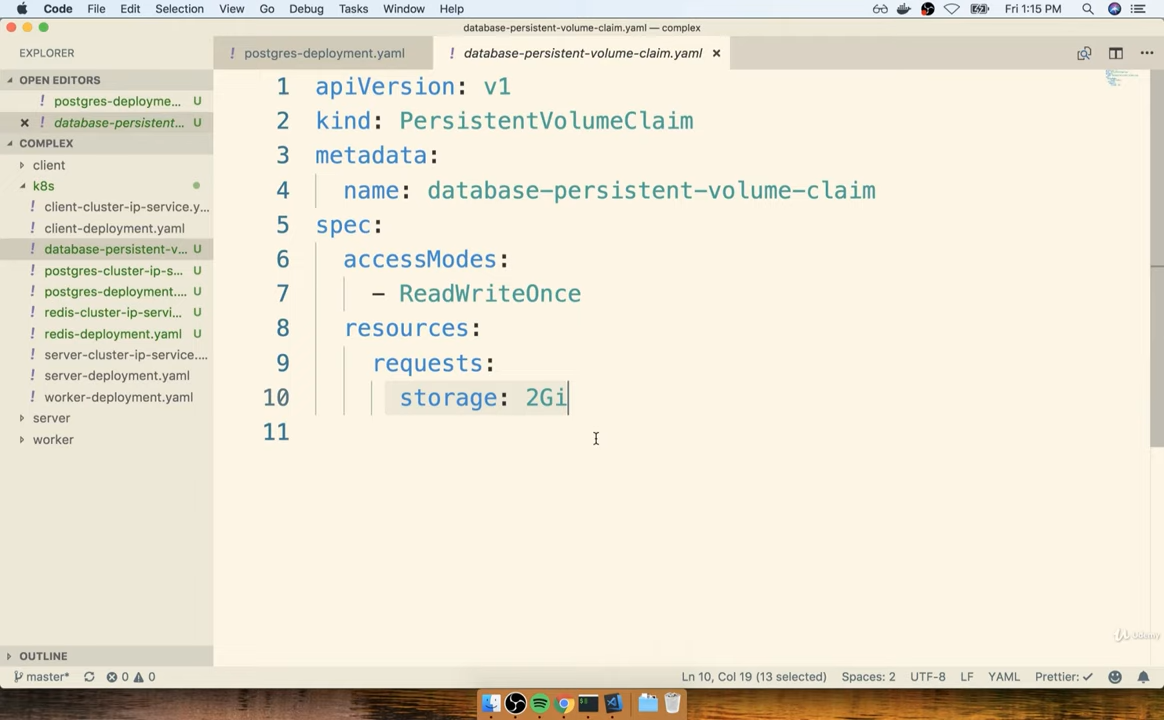 Code File Edit Selection View Go Debug Tasks Window Help Fri 1:15 PM
database-persistent-volume-claim.yaml — complex
EXPLORER
! postgres-deployment.yaml ! database-persistent-volume-claim.yaml ×
OPEN EDITORS
! postgres-deployme... U
× ! database-persistent... U
COMPLEX
client
k8s
! client-cluster-ip-service.y...
! client-deployment.yaml
! database-persistent-v... U
! postgres-cluster-ip-s... U
! postgres-deployment.... U
! redis-cluster-ip-servi... U
! redis-deployment.yaml U
! server-cluster-ip-service....
! server-deployment.yaml
! worker-deployment.yaml
server
worker
OUTLINE
1 apiVersion: v1
2 kind: PersistentVolumeClaim
3 metadata:
4 name: database-persistent-volume-claim
5 spec:
6 accessModes:
7 - ReadWriteOnce
8 resources:
9 requests:
10 storage: 2Gi
11
Udemy
master* 0 0 Ln 10, Col 19 (13 selected) Spaces: 2 UTF-8 LF YAML Prettier: ✓